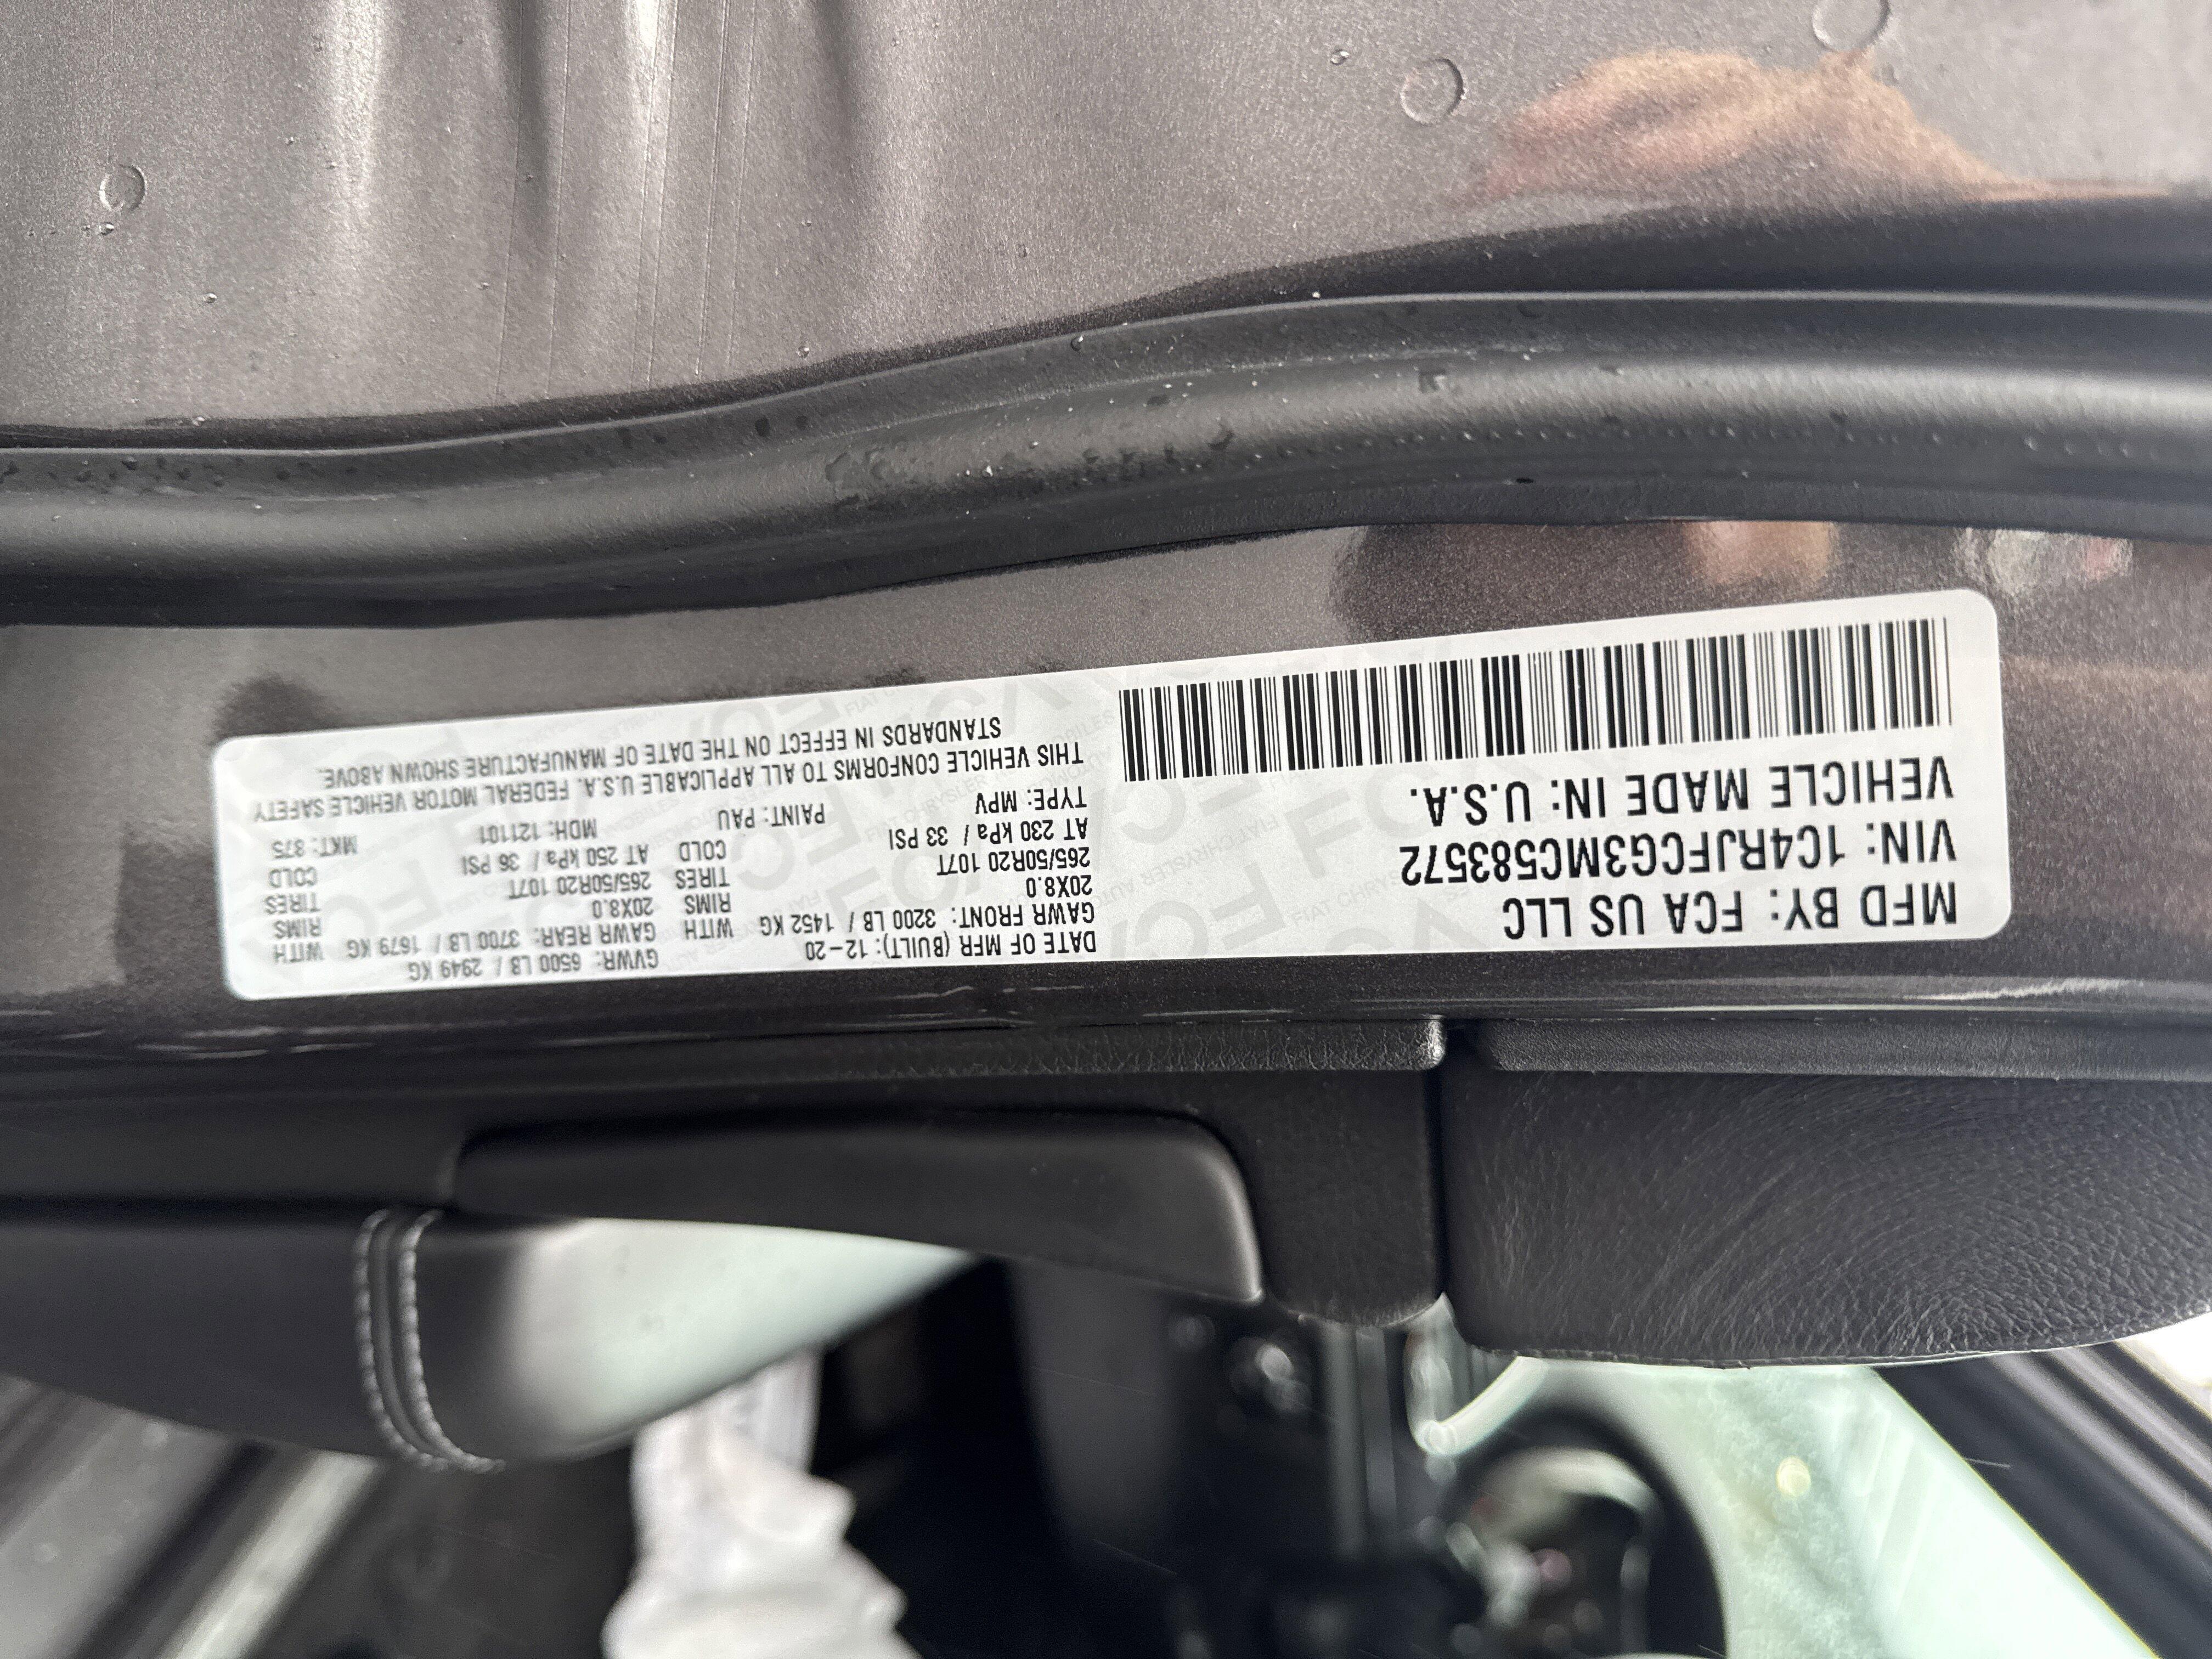 MFD BY: FCA US LLC
VIN: 1C4RJFCG3MC583572
VEHICLE MADE IN: U.S.A.
DATE OF MFR (BUILT): 12-20 GVWR: 6500 LB / 2949 KG
GAWR FRONT: 3200 LB / 1452 KG WITH GAWR REAR: 3700 LB / 1679 KG WITH
20X8.0 RIMS 20X8.0 RIMS
265/50R20 107T TIRES 265/50R20 107T TIRES
AT 230 kPa / 33 PSI COLD AT 250 kPa / 36 PSI COLD
TYPE: MPV PAINT: PAU MDH: 121101 MKT: 875
THIS VEHICLE CONFORMS TO ALL APPLICABLE U.S.A. FEDERAL MOTOR VEHICLE SAFETY
STANDARDS IN EFFECT ON THE DATE OF MANUFACTURE SHOWN ABOVE.